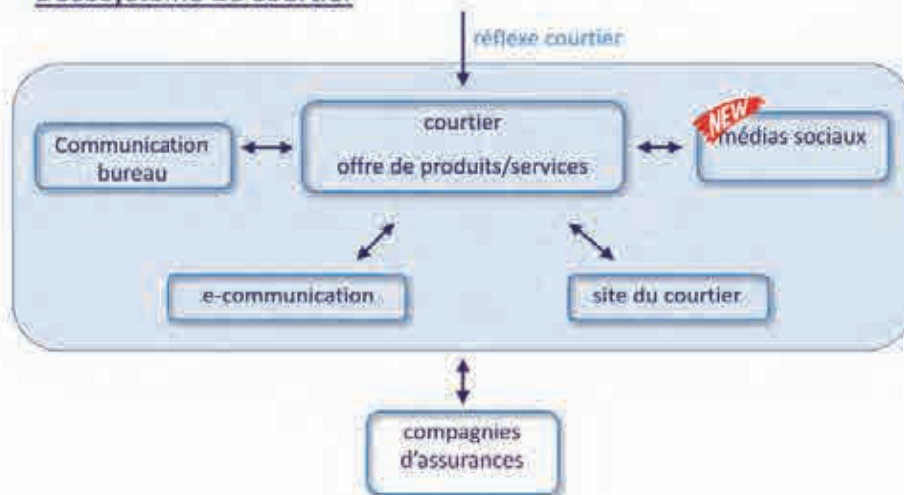 réflexe courtier
courtier
offre de produits/services
Communication
bureau
NEW
médias sociaux
e-communication
site du courtier
compagnies
d'assurances